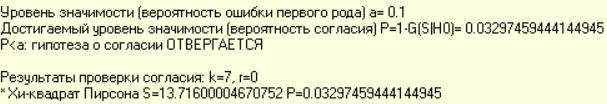 Уровень значимости (вероятность ошибки первого рода) a= 0.1
Достигаемый уровень значимости (вероятность согласия) P=1-G(S|H0)= 0.03297459444144945
P<a: гипотеза о согласии ОТВЕРГАЕТСЯ
Результаты проверки согласия: k=7, r=0
*Хи-квадрат Пирсона S=13.71600004670752 P=0.03297459444144945